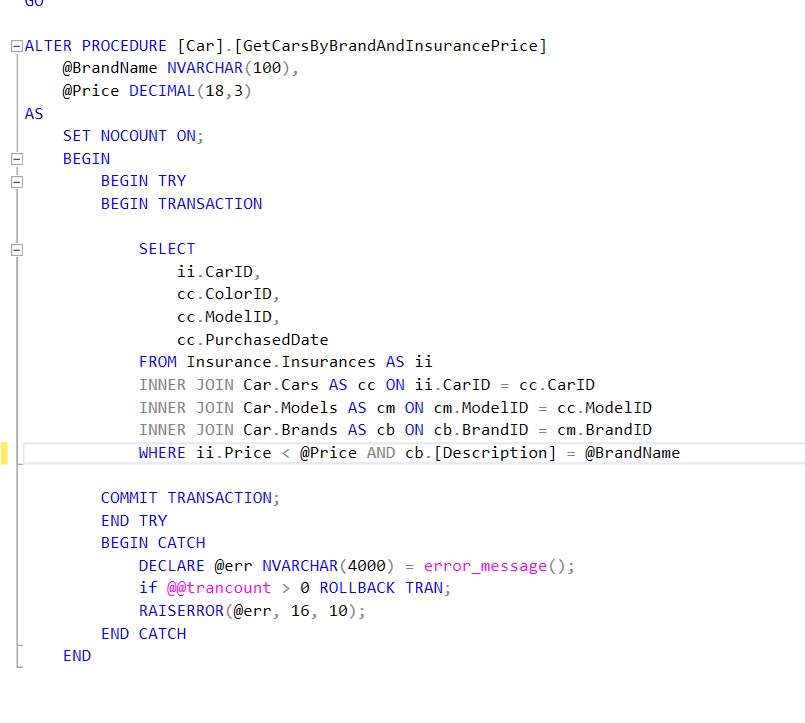 GO
ALTER PROCEDURE [Car].[GetCarsByBrandAndInsurancePrice]
@BrandName NVARCHAR(100),
@Price DECIMAL(18,3)
AS
SET NOCOUNT ON;
BEGIN
BEGIN TRY
BEGIN TRANSACTION
SELECT
ii.CarID,
cc.ColorID,
cc.ModelID,
cc.PurchasedDate
FROM Insurance.Insurances AS ii
INNER JOIN Car.Cars AS cc ON ii.CarID = cc.CarID
INNER JOIN Car.Models AS cm ON cm.ModelID = cc.ModelID
INNER JOIN Car.Brands AS cb ON cb.BrandID = cm.BrandID
WHERE ii.Price < @Price AND cb.[Description] = @BrandName
COMMIT TRANSACTION;
END TRY
BEGIN CATCH
DECLARE @err NVARCHAR(4000) = error_message();
if @@trancount > 0 ROLLBACK TRAN;
RAISERROR(@err, 16, 10);
END CATCH
END